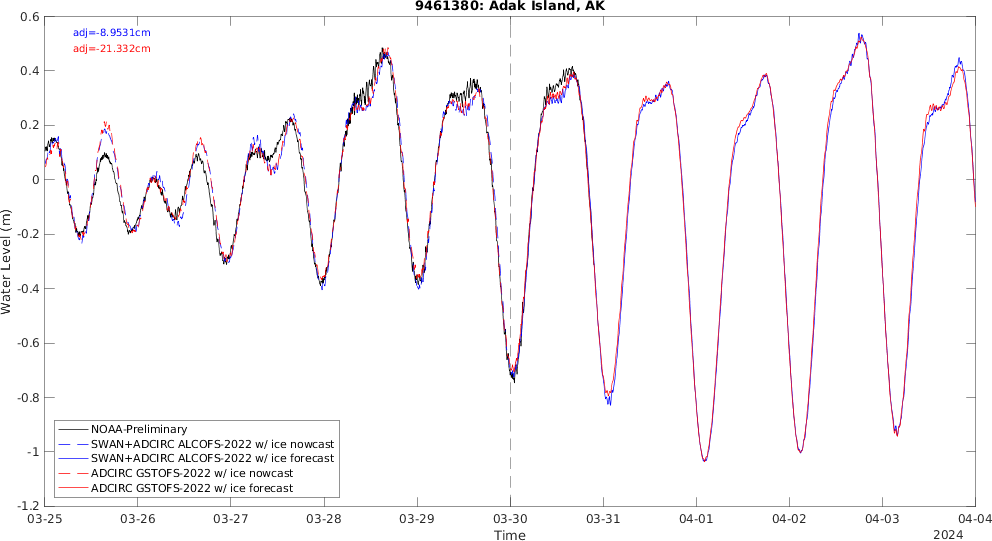 9461380: Adak Island, AK
adj=-8.9531cm
adj=-21.332cm
0.6
0.4
0.2
0
-0.2
-0.4
-0.6
-0.8
-1
-1.2
Water Level (m)
NOAA-Preliminary
SWAN+ADCIRC ALCOFS-2022 w/ ice nowcast
SWAN+ADCIRC ALCOFS-2022 w/ ice forecast
ADCIRC GSTOFS-2022 w/ ice nowcast
ADCIRC GSTOFS-2022 w/ ice forecast
03-25 03-26 03-27 03-28 03-29 03-30 03-31 04-01 04-02 04-03 04-04
Time
2024